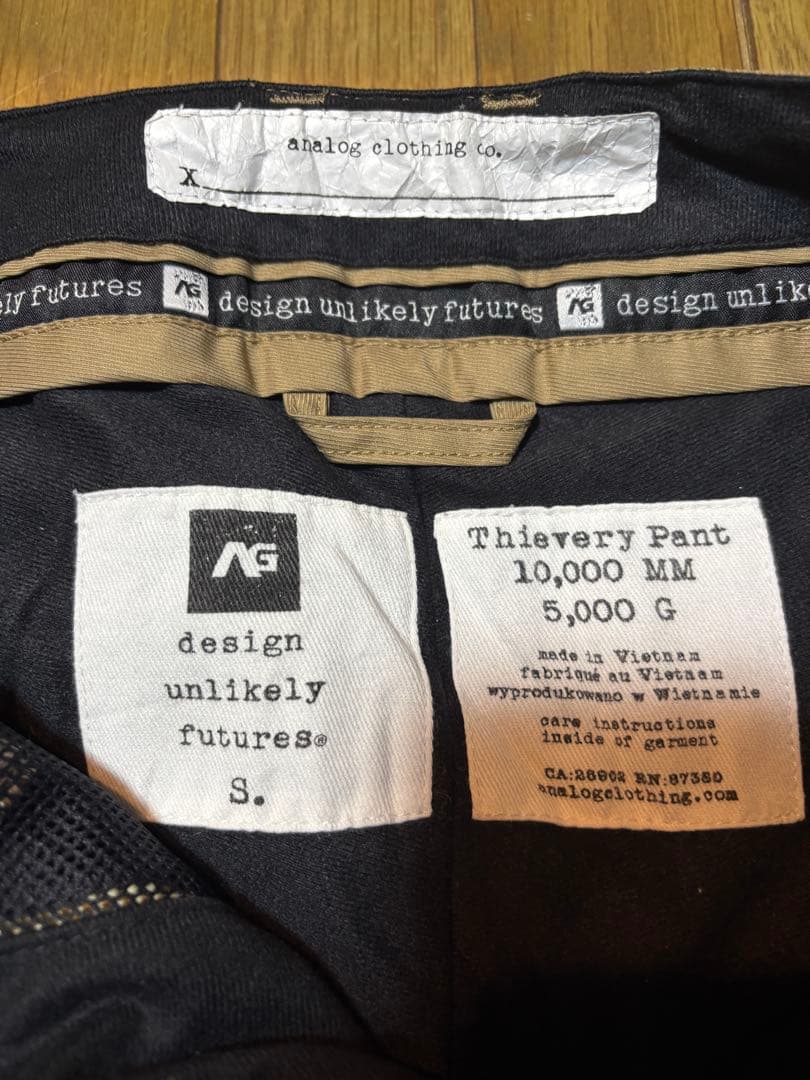 analog clothing co.
X
ely futures AG design unlikely futures AG design unlik
AG
design
unlikely
futures®
S.
Thievery Pant
10,000 MM
5,000 G
made in Vietnam
fabriqué au Vietnam
wyprodukowano w Wietnamie
care instructions
inside of garment
CA:26902 RN:87380
analogclothing.com